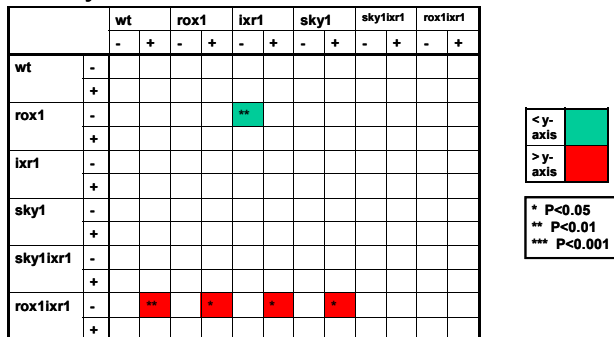 wt rox1 ixr1 sky1 sky1ixr1 rox1ixr1
- + - + - + - + - + - +
wt -
+
rox1 - **
+
ixr1 -
+
sky1 -
+
sky1ixr1 -
+
rox1ixr1 - ** * * *
+
< y-
axis
> y-
axis
* P<0.05
** P<0.01
*** P<0.001